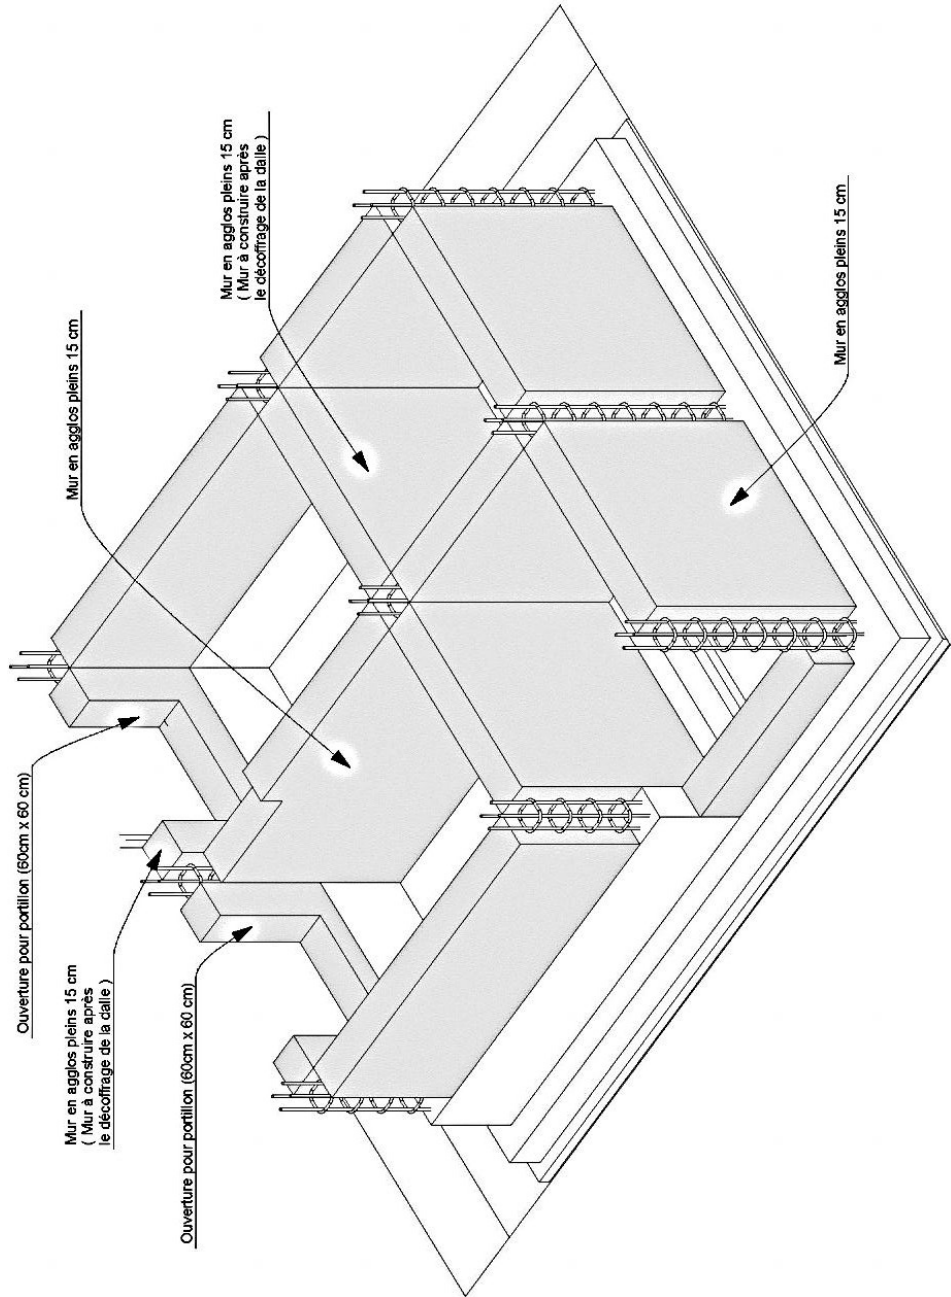 Ouverture pour portillon (60cm x 60 cm)
Mur en agglos pleins 15 cm
Mur en agglos pleins 15 cm
( Mur à construire après
le décoffrage de la dalle )
Mur en agglos pleins 15 cm
( Mur à construire après
le décoffrage de la dalle )
Ouverture pour portillon (60cm x 60 cm)
Mur en agglos pleins 15 cm